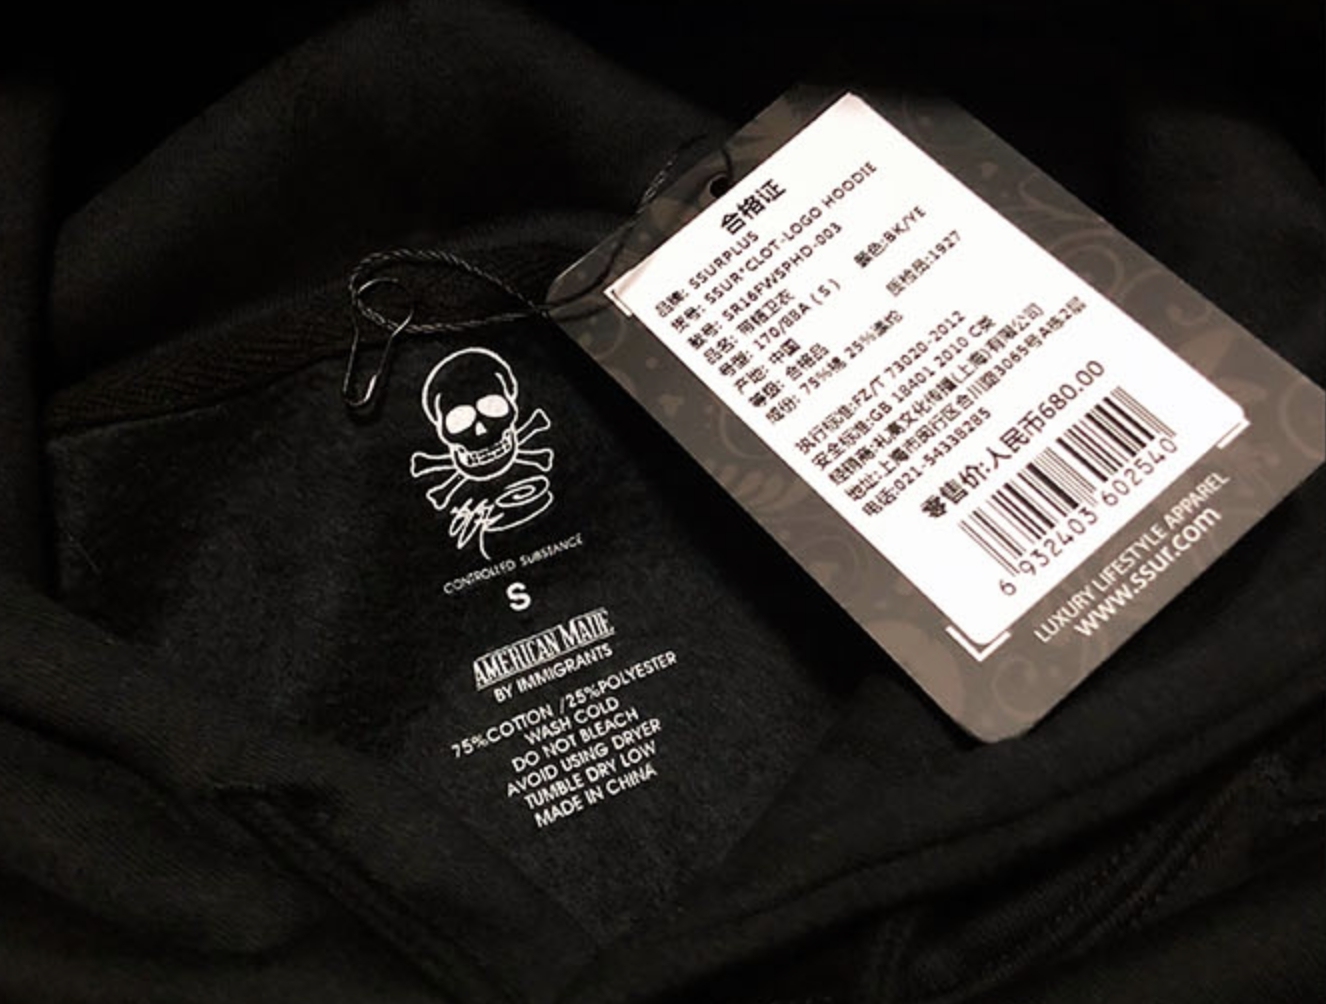 CONTROLLED SUBSTANCE
S
AMERICAN MADE
BY IMMIGRANTS
75%COTTON /25%POLYESTER
WASH COLD
DO NOT BLEACH
AVOID USING DRYER
TUMBLE DRY LOW
MADE IN CHINA
合格证
品牌: SSURPLUS
货号: SSUR*CLOT-LOGO HOODIE
款号: SR16FWSPHD-003 颜色:BK/YE
品名: 带帽卫衣
号型: 170/88A ( S ) 质检员:1927
产地: 中国
等级: 合格品
成份: 75%棉 25%涤纶
执行标准:FZ/T 73020-2012
安全标准:GB 18401 2010 C类
经销商:文化传播(上海)有限公司
地址:上海市闵行区合川路3065号A栋2层
电话:021-54338285
零售价:人民币680.00
6 932403 602540
LUXURY LIFESTYLE APPAREL
www.ssur.com